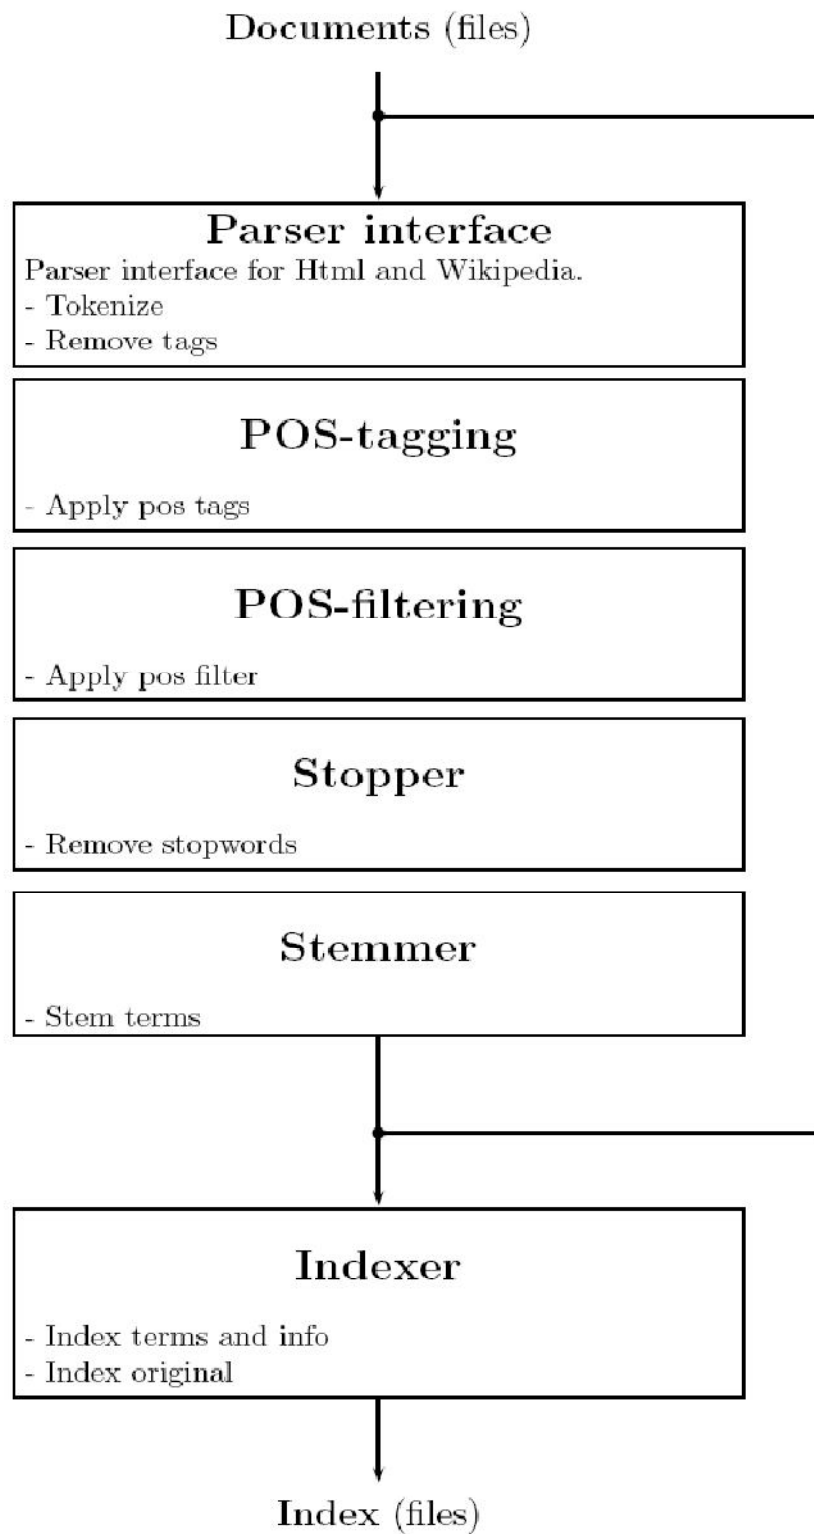 Documents (files)
Parser interface
Parser interface for Html and Wikipedia.
- Tokenize
- Remove tags
POS-tagging
- Apply pos tags
POS-filtering
- Apply pos filter
Stopper
- Remove stopwords
Stemmer
- Stem terms
Indexer
- Index terms and info
- Index original
Index (files)